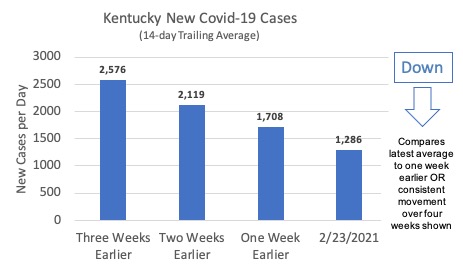 Kentucky New Covid-19 Cases
(14-day Trailing Average)
New Cases per Day
3000
2500
2000
1500
1000
500
0
2,576
2,119
1,708
1,286
Three Weeks
Earlier
Two Weeks
Earlier
One Week
Earlier
2/23/2021
Down
Compares
latest average
to one week
earlier OR
consistent
movement
over four
weeks shown